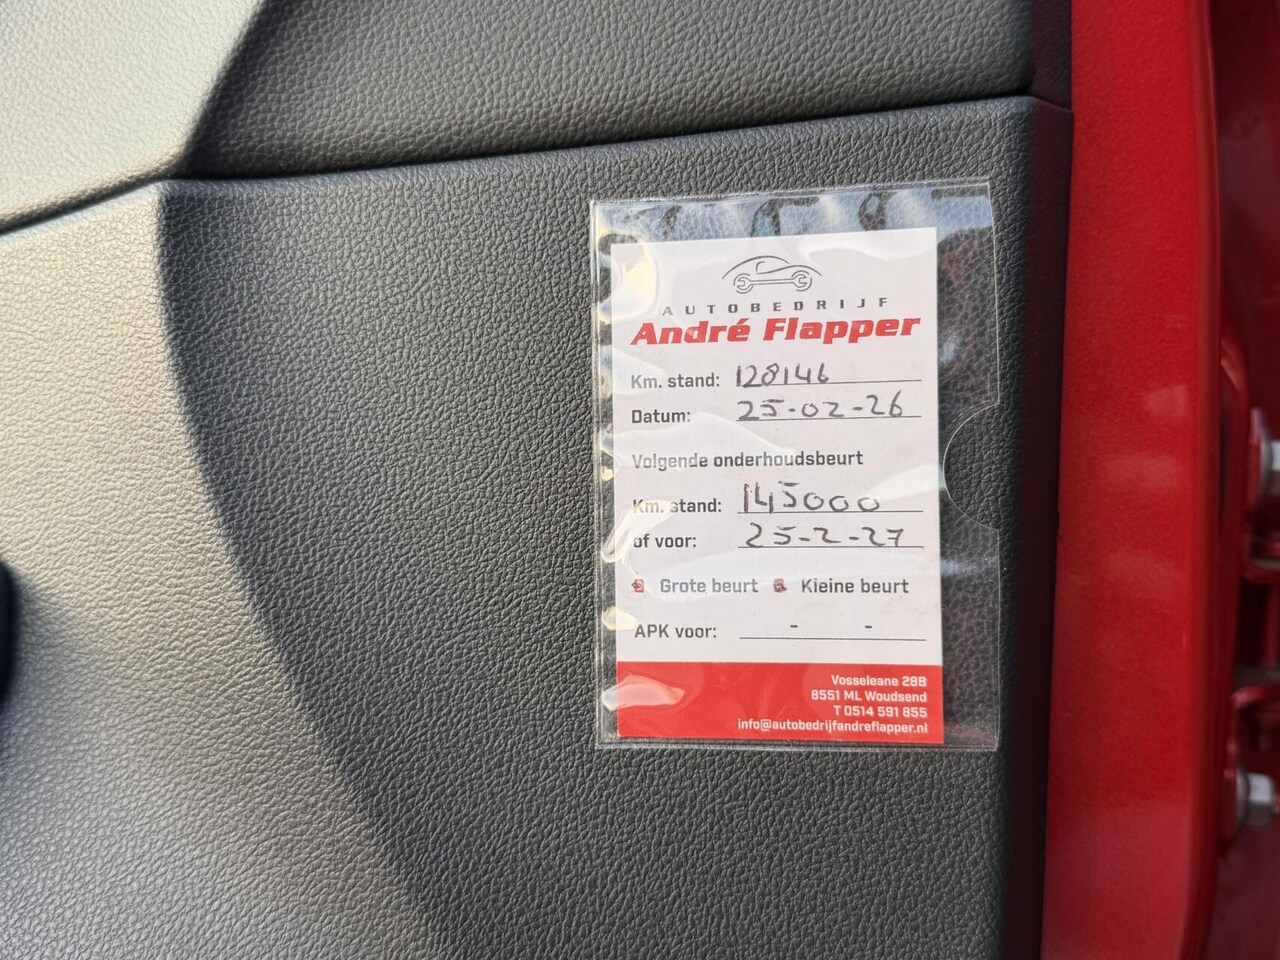 AUTOBEDRIJF
André Flapper
Km. stand: 128146
Datum: 25-02-26
Volgende onderhoudsbeurt
Km. stand: 145000
of voor: 25-2-27
Grote beurt Kleine beurt
APK voor: - -
Vosseleane 28B
8551 ML Woudsend
T 0514 591 855
info@autobedrijfandreflapper.nl